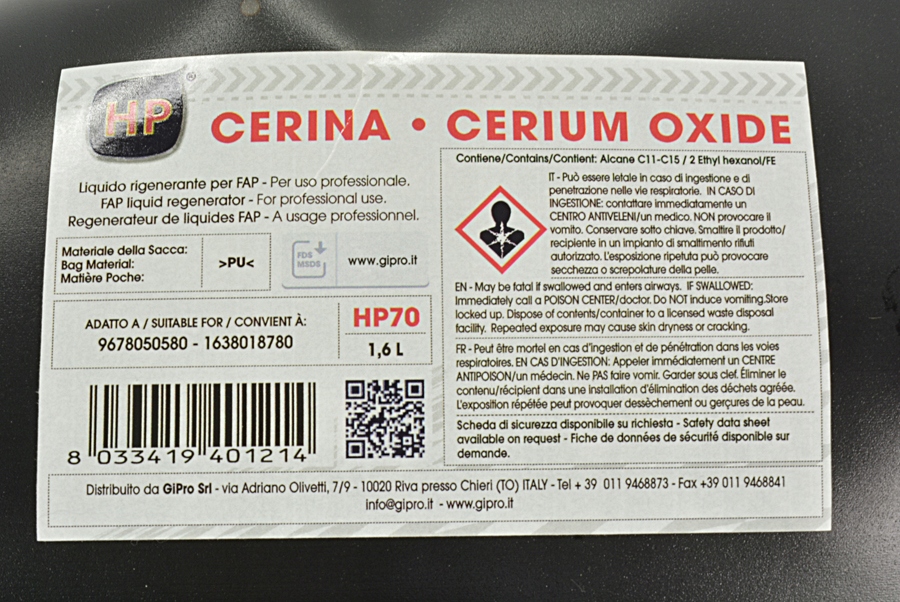 HP®
CERINA • CERIUM OXIDE
Liquido rigenerante per FAP - Per uso professionale.
FAP liquid regenerator - For professional use.
Regenerateur de liquides FAP - A usage professionnel.
Materiale della Sacca:
Bag Material:
Matière Poche:
>PU<
FDS
MSDS
www.gipro.it
ADATTO A / SUITABLE FOR / CONVIENT À:
9678050580 - 1638018780
HP70
1,6 L
8 033419 401214
Contiene/Contains/Contient: Alcane C11-C15 / 2 Ethyl hexanol/FE
IT - Può essere letale in caso di ingestione e di
penetrazione nelle vie respiratorie. IN CASO DI
INGESTIONE: contattare immediatamente un
CENTRO ANTIVELENI/un medico. NON provocare il
vomito. Conservare sotto chiave. Smaltire il prodotto/
recipiente in un impianto di smaltimento rifiuti
autorizzato. L'esposizione ripetuta può provocare
secchezza o screpolature della pelle.
EN - May be fatal if swallowed and enters airways. IF SWALLOWED:
Immediately call a POISON CENTER/doctor. Do NOT induce vomiting.Store
locked up. Dispose of contents/container to a licensed waste disposal
facility. Repeated exposure may cause skin dryness or cracking.
FR - Peut être mortel en cas d'ingestion et de pénétration dans les voies
respiratoires. EN CAS D'INGESTION: Appeler immédiatement un CENTRE
ANTIPOISON/un médecin. Ne PAS faire vomir. Garder sous clef. Éliminer le
contenu/récipient dans une installation d'élimination des déchets agréée.
L'exposition répétée peut provoquer dessèchement ou gerçures de la peau.
Scheda di sicurezza disponibile su richiesta - Safety data sheet
available on request - Fiche de données de sécurité disponible sur
demande.
Distribuito da GiPro Srl - via Adriano Olivetti, 7/9 - 10020 Riva presso Chieri (TO) ITALY - Tel + 39 011 9468873 - Fax +39 011 9468841
info@gipro.it - www.gipro.it